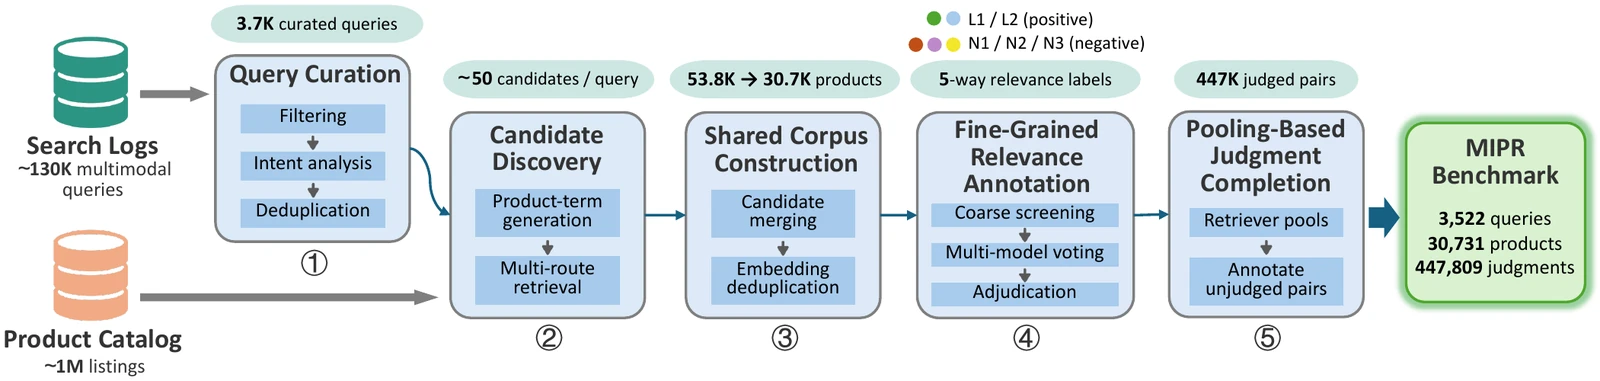 Search Logs
~130K multimodal
queries
Product Catalog
~1M listings
3.7K curated queries
Query Curation
Filtering
Intent analysis
Deduplication
①
~50 candidates / query
Candidate
Discovery
Product-term
generation
Multi-route
retrieval
②
53.8K → 30.7K products
Shared Corpus
Construction
Candidate
merging
Embedding
deduplication
③
L1 / L2 (positive)
N1 / N2 / N3 (negative)
5-way relevance labels
Fine-Grained
Relevance
Annotation
Coarse screening
Multi-model voting
Adjudication
④
447K judged pairs
Pooling-Based
Judgment
Completion
Retriever pools
Annotate
unjudged pairs
⑤
MIPR
Benchmark
3,522 queries
30,731 products
447,809 judgments